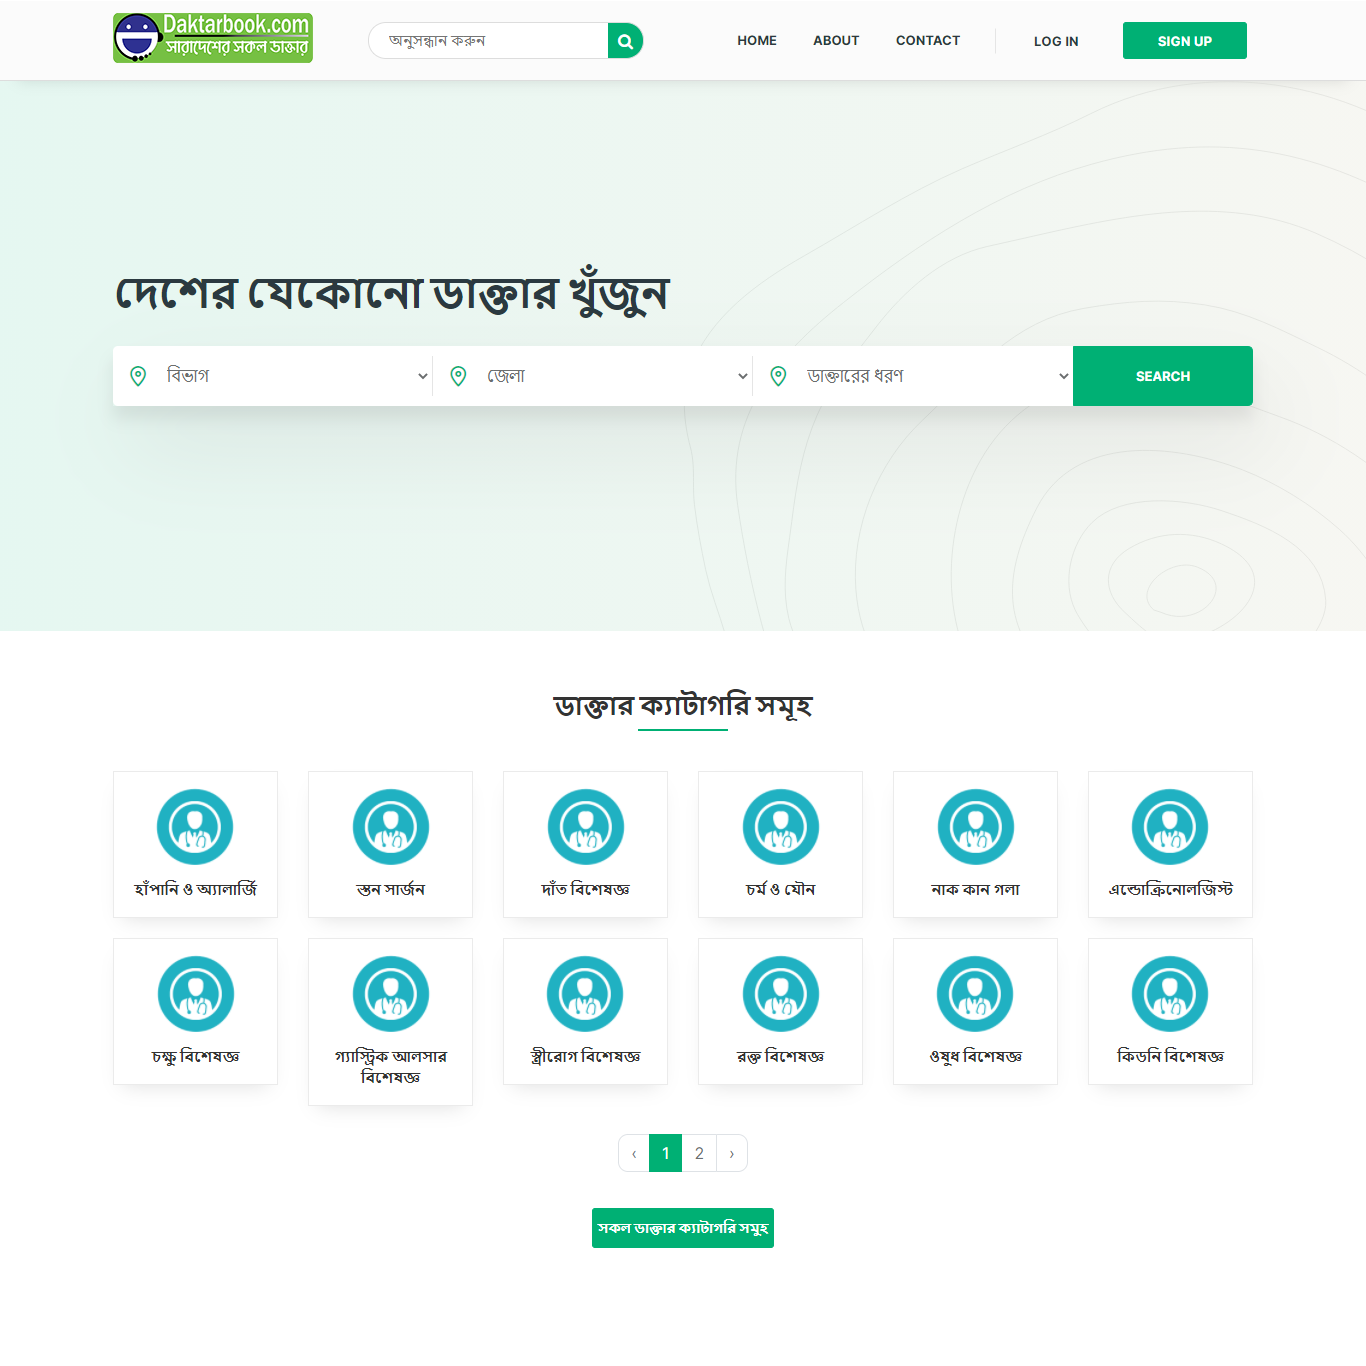 Daktarbook.com
সারাদেশের সকল ডাক্তার
অনুসন্ধান করুন
HOME ABOUT CONTACT LOG IN SIGN UP
দেশের যেকোনো ডাক্তার খুঁজুন
বিভাগ জেলা ডাক্তারের ধরণ SEARCH
ডাক্তার ক্যাটাগরি সমূহ
হাঁপানি ও অ্যালার্জি স্তন সার্জন দাঁত বিশেষজ্ঞ চর্ম ও যৌন নাক কান গলা এন্ডোক্রিনোলজিস্ট
চক্ষু বিশেষজ্ঞ গ্যাস্ট্রিক আলসার স্ত্রীরোগ বিশেষজ্ঞ রক্ত বিশেষজ্ঞ ওষুধ বিশেষজ্ঞ কিডনি বিশেষজ্ঞ
বিশেষজ্ঞ
‹ 1 2 ›
সকল ডাক্তার ক্যাটাগরি সমুহ